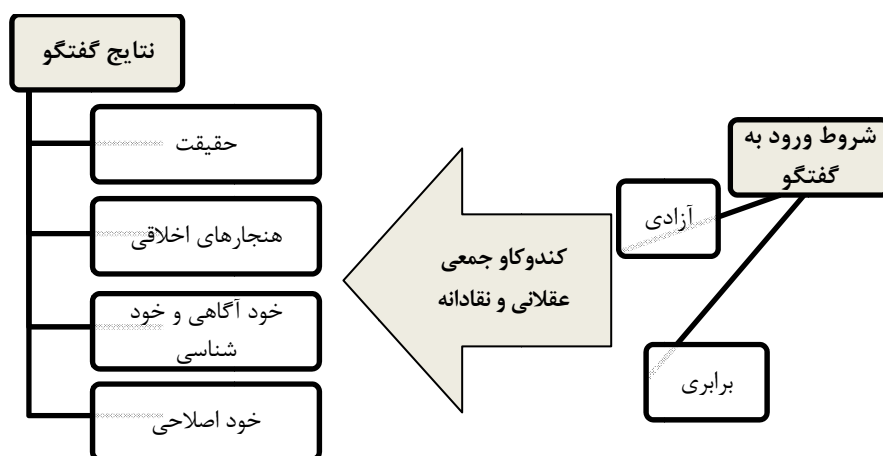 شروط ورود به
گفتگو
آزادی
برابری
کندوکاو جمعی
عقلانی و نقادانه
نتایج گفتگو
حقیقت
هنجارهای اخلاقی
خود آگاهی و خود
شناسی
خود اصلاحی